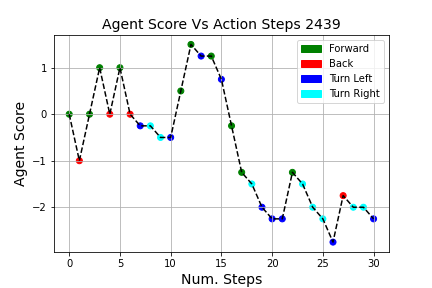 Agent Score Vs Action Steps 2439
Agent Score
1
0
−1
−2
Forward
Back
Turn Left
Turn Right
0 5 10 15 20 25 30
Num. Steps